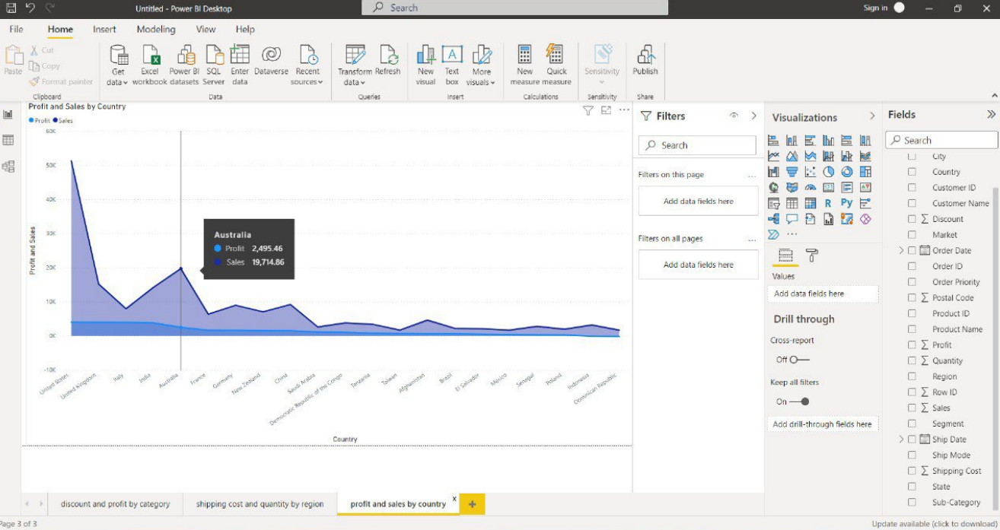 Untitled - Power BI Desktop
Search
Sign in
File Home Insert Modeling View Help
Paste
Cut
Copy
Format painter
Clipboard
Get data
Excel workbook
Power BI datasets
SQL Server
Enter data
Dataverse
Recent sources
Data
Transform data
Refresh
Queries
New visual
A
Text box
More visuals
Insert
New measure
Quick measure
Calculations
Sensitivity
Sensitivity
Publish
Share
Profit and Sales by Country
Profit Sales
60K
50K
40K
30K
20K
10K
0K
-10K
Profit and Sales
Australia
Profit 2,495.46
Sales 19,714.86
United States
United Kingdom
Italy
India
Australia
France
Germany
New Zealand
China
Saudi Arabia
Democratic Republic of the Congo
Tanzania
Taiwan
Afghanistan
Brazil
El Salvador
Mexico
Senegal
Poland
Indonesia
Dominican Republic
Country
Filters
Search
Filters on this page
Add data fields here
Filters on all pages
Add data fields here
Visualizations
123
R
Py
Values
Add data fields here
Drill through
Cross-report
Off
Keep all filters
On
Add drill-through fields here
Fields
Search
City
Country
Customer ID
Customer Name
Discount
Market
Order Date
Order ID
Order Priority
Postal Code
Product ID
Product Name
Profit
Quantity
Region
Row ID
Sales
Segment
Ship Date
Ship Mode
Shipping Cost
State
Sub-Category
discount and profit by category
shipping cost and quantity by region
profit and sales by country
x
+
Page 3 of 3
Update available (click to download)